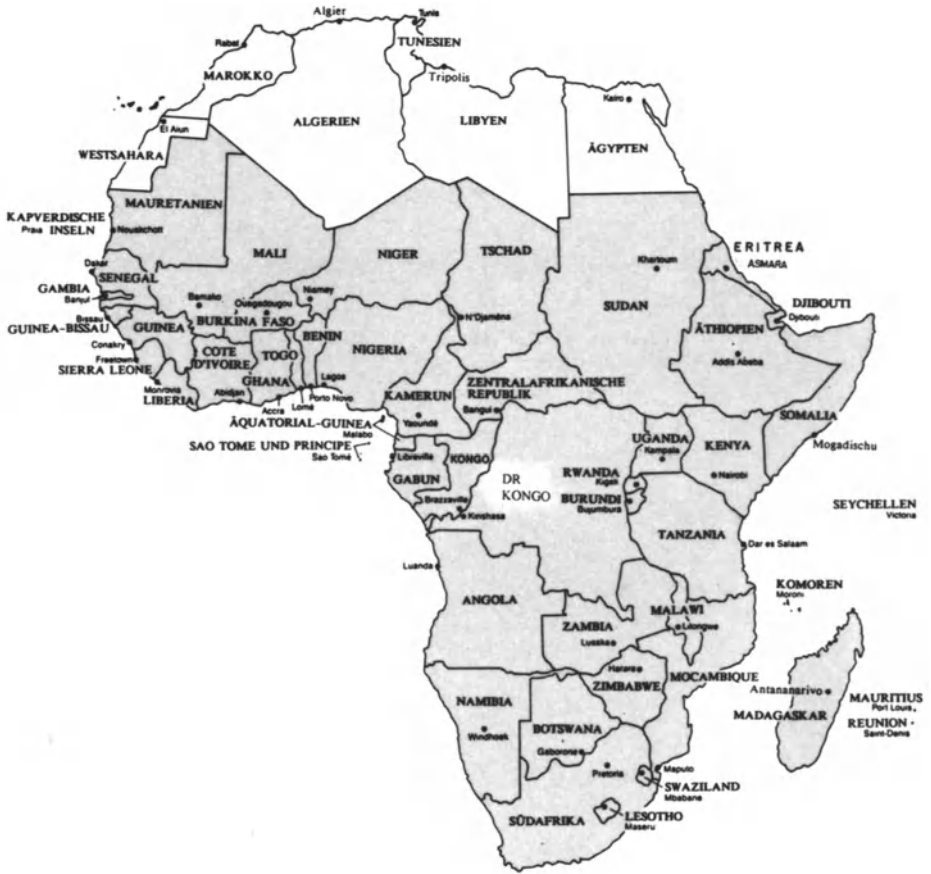 Algier
Tunis
Rabat
TUNESIEN
MAROKKO
Tripolis
Kairo
El Aiun
ALGERIEN
LIBYEN
ÄGYPTEN
WESTSAHARA
MAURETANIEN
KAPVERDISCHE
Praia INSELN
Nouakchott
MALI
NIGER
TSCHAD
Khartoum
ERITREA
ASMARA
Dakar
SENEGAL
GAMBIA
Banjul
Bamako
Niamey
Ouagadougou
SUDAN
DJIBOUTI
Djibouti
Bissau
GUINEA-BISSAU
GUINEA
BURKINA FASO
BENIN
N'Djaména
ÄTHIOPIEN
Conakry
Freetown
SIERRA LEONE
COTE
D'IVOIRE
TOGO
NIGERIA
Addis Ababa
Monrovia
LIBERIA
Abidjan
GHANA
Accra
Lomé
Lagos
Porto Novo
KAMERUN
Yaoundé
ZENTRALAFRIKANISCHE
REPUBLIK
Bangui
SOMALIA
ÄQUATORIAL-GUINEA
Malabo
UGANDA
Kampala
KENYA
Mogadischu
SAO TOME UND PRINCIPE
Sao Tomé
Libreville
KONGO
GABUN
DR
KONGO
RWANDA
Kigali
Nairobi
Brazzaville
Kinshasa
BURUNDI
Bujumbura
SEYCHELLEN
Victoria
TANZANIA
Dar es Salaam
Luanda
ANGOLA
KOMOREN
Moroni
MALAWI
Lilongwe
ZAMBIA
Lusaka
Harare
MOCAMBIQUE
ZIMBABWE
Antananarivo
MAURITIUS
Port Louis
NAMIBIA
MADAGASKAR
REUNION
Saint-Denis
Windhoek
BOTSWANA
Gaborone
Pretoria
Maputo
SWAZILAND
Mbabane
SÜDAFRIKA
LESOTHO
Maseru